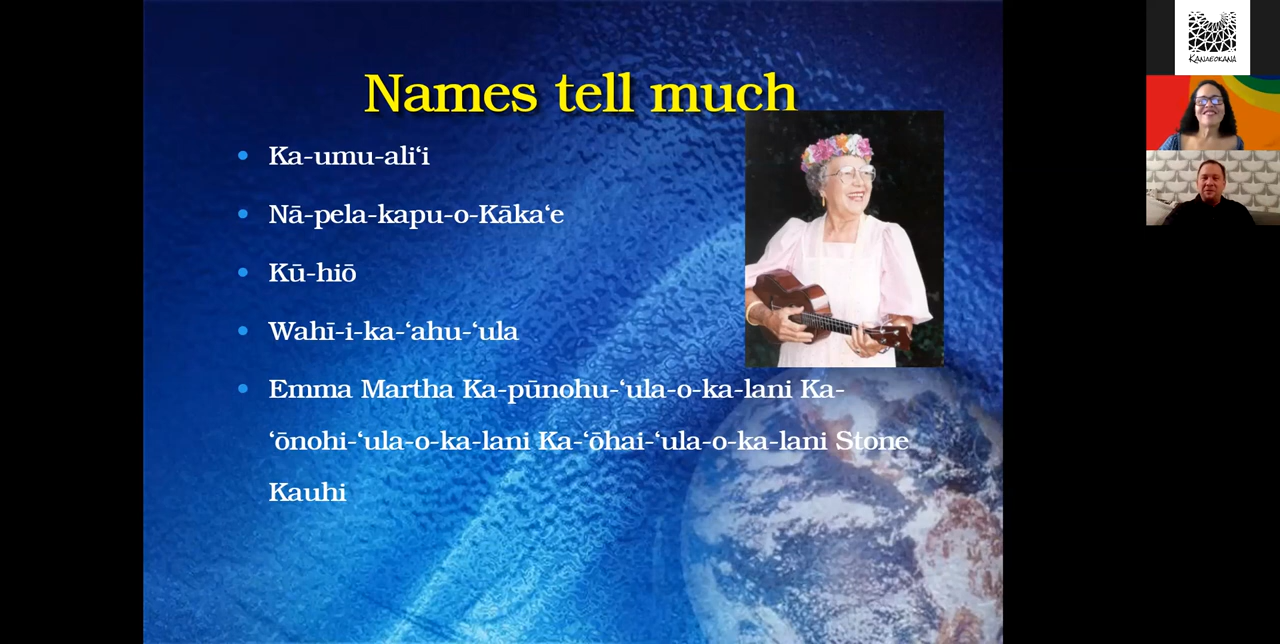 Names tell much
Ka-umu-aliʻi
Nā-pela-kapu-o-Kākaʻe
Kū-hiō
Wahī-i-ka-ʻahu-ʻula
Emma Martha Ka-pūnohu-ʻula-o-ka-lani Ka-
ʻōnohi-ʻula-o-ka-lani Ka-ʻōhai-ʻula-o-ka-lani Stone
Kauhi
KANAEOKANA